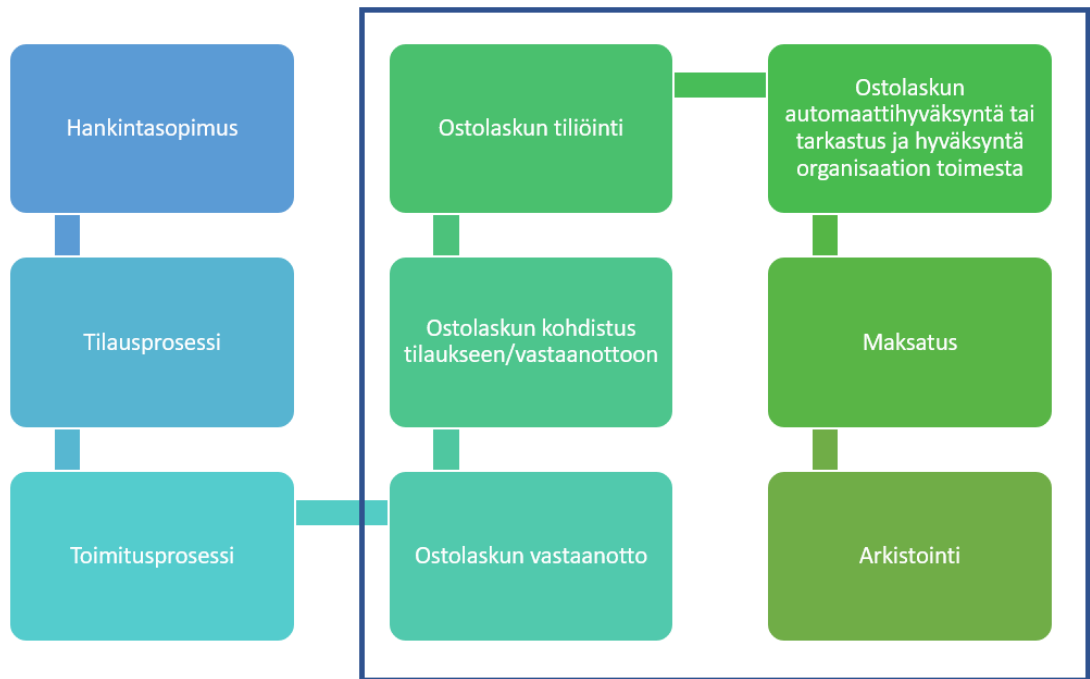 Hankintasopimus
Tilausprosessi
Toimitusprosessi
Ostolaskun vastaanotto
Ostolaskun kohdistus
tilaukseen/vastaanottoon
Ostolaskun tiliöinti
Ostolaskun
automaattihyväksyntä tai
tarkastus ja hyväksyntä
organisaation toimesta
Maksatus
Arkistointi